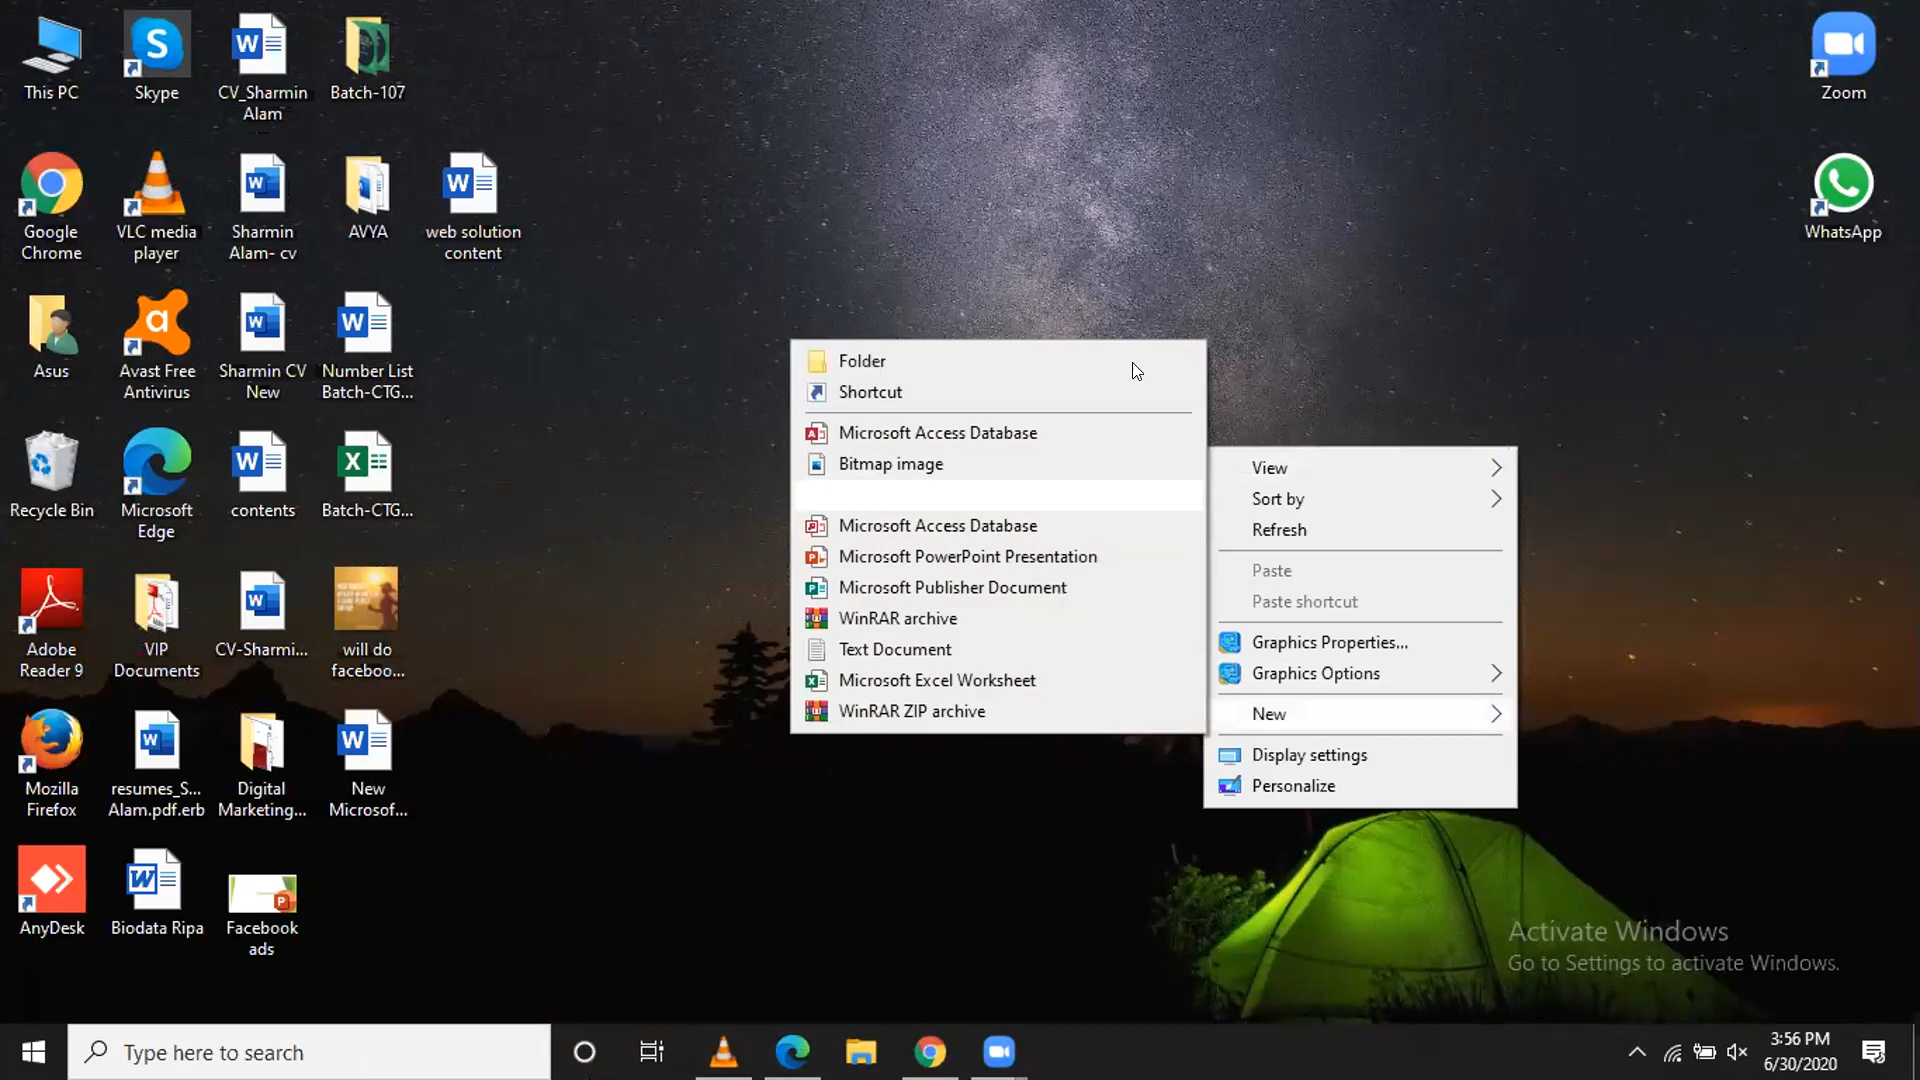 This PC
Skype
CV_Sharmin
Alam
Batch-107
Zoom
Google
Chrome
VLC media
player
Sharmin
Alam- cv
AVYA
web solution
content
WhatsApp
Asus
Avast Free
Antivirus
Sharmin CV
New
Number List
Batch-CTG...
Recycle Bin
Microsoft
Edge
contents
Batch-CTG...
Adobe
Reader 9
VIP
Documents
CV-Sharmi...
will do
faceboo...
Mozilla
Firefox
resumes_S...
Alam.pdf.erb
Digital
Marketing...
New
Microsof...
AnyDesk
Biodata Ripa
Facebook
ads
Folder
Shortcut
Microsoft Access Database
Bitmap image
Microsoft Access Database
Microsoft PowerPoint Presentation
Microsoft Publisher Document
WinRAR archive
Text Document
Microsoft Excel Worksheet
WinRAR ZIP archive
View
Sort by
Refresh
Paste
Paste shortcut
Graphics Properties...
Graphics Options
New
Display settings
Personalize
Activate Windows
Go to Settings to activate Windows.
Type here to search
3:56 PM
6/30/2020